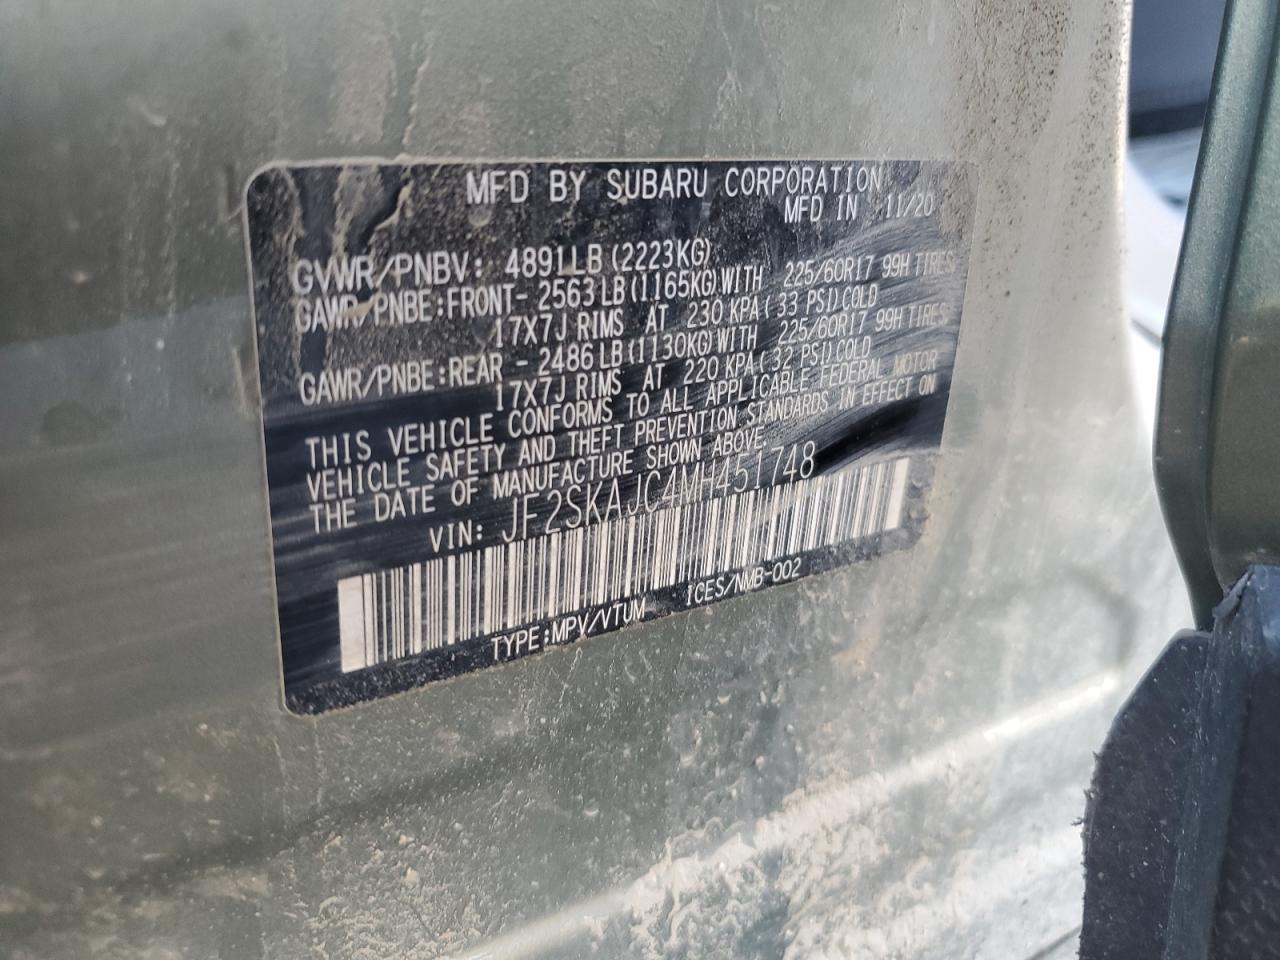 MFD BY SUBARU CORPORATION
MFD IN 11/20
GVWR/PNBV: 4891LB(2223KG)
GAWR/PNBE:FRONT- 2563LB(1165KG)WITH 225/60R17 99H TIRES
17X7J RIMS AT 230 KPA( 33 PSI)COLD
GAWR/PNBE:REAR - 2486LB(1130KG)WITH 225/60R17 99H TIRES
17X7J RIMS AT 220 KPA( 32 PSI)COLD
THIS VEHICLE CONFORMS TO ALL APPLICABLE FEDERAL MOTOR
VEHICLE SAFETY AND THEFT PREVENTION STANDARDS IN EFFECT ON
THE DATE OF MANUFACTURE SHOWN ABOVE.
VIN: JF2SKAJC4MH451748
TYPE:MPV/VTUM ICES/NMB-002